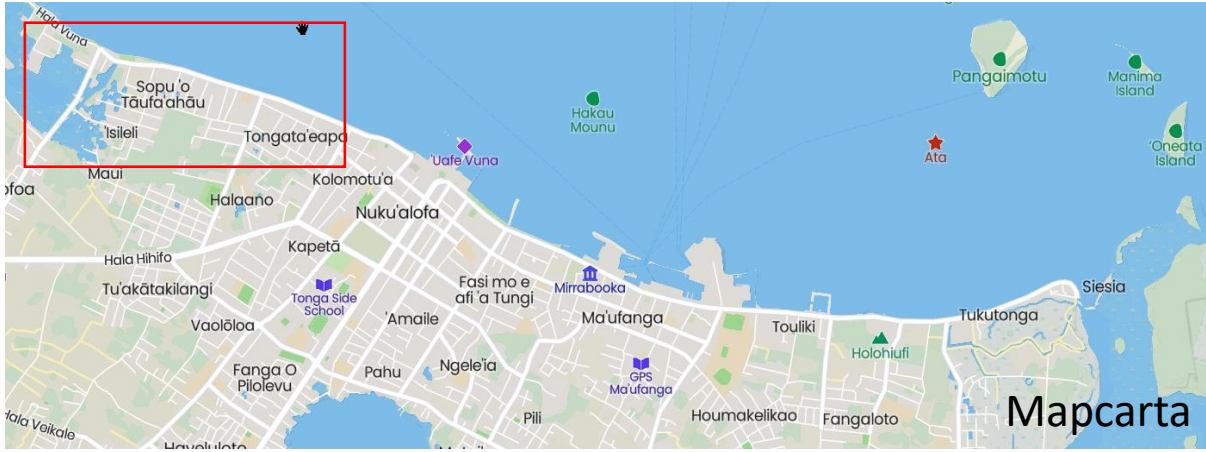 Hala Vuna
Sopu 'o
Tāufa'āhāu
'Isileli
Tongata'eapa
Maui
ofoa
Halaano
Kolomotu'a
'Uafe Vuna
Hakau
Mounu
Pangaimotu
Manima
Island
'Oneata
Island
Ata
Nuku'alofa
Kapetā
Hala Hihifo
Tu'akātakilangi
Tonga Side
School
Vaolōloa
Fanga O
Pilolevu
'Amaile
Pahu
Ngele'ia
Fasi mo e
afi 'a Tungi
Mirrabooka
Ma'ufanga
GPS
Ma'ufanga
Pili
Houmakelikao
Fangaloto
Touliki
Holohiufi
Tukutonga
Siesia
Hala Veikale
Haveluloto
Mapcarta